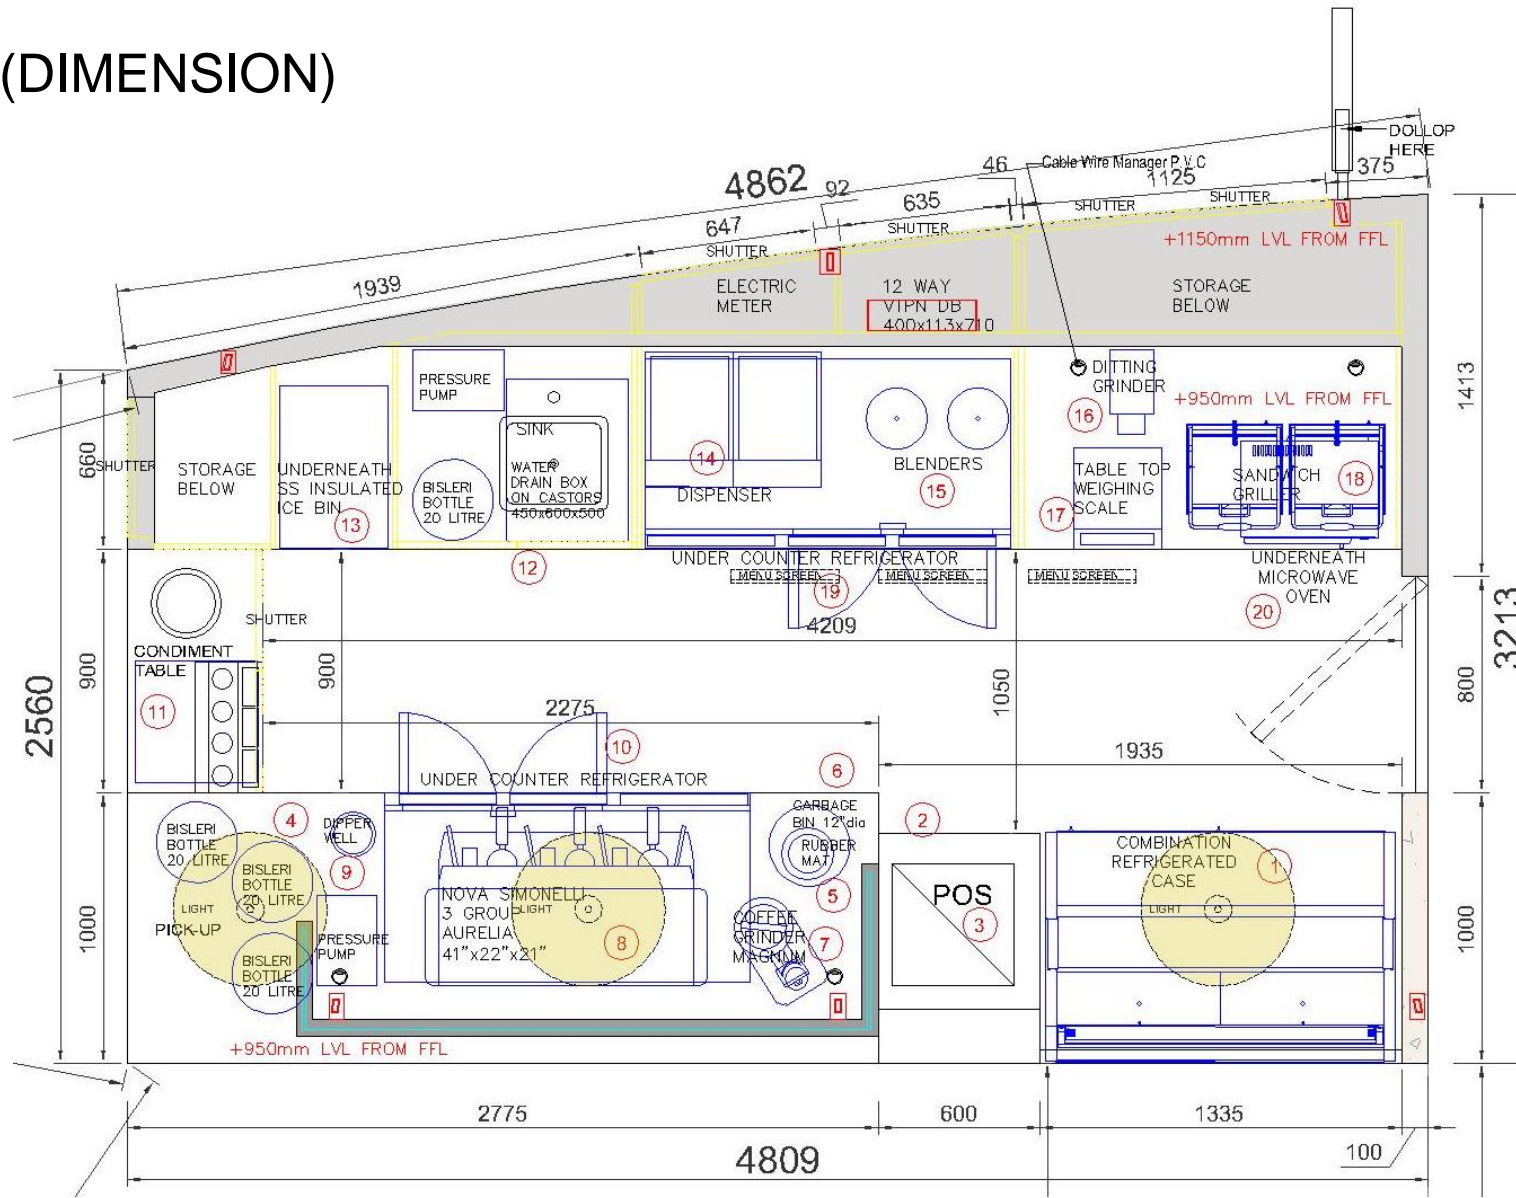 (DIMENSION)
DOLLOP
HERE
Cable Wire Manager P.V.C
4862
92
46
1125
375
647
635
SHUTTER
SHUTTER
SHUTTER
SHUTTER
1939
+1150mm LVL FROM FFL
ELECTRIC
METER
12 WAY
VTPN DB
400x113x710
STORAGE
BELOW
1413
660
SHUTTER
STORAGE
BELOW
UNDERNEATH
SS INSULATED
ICE BIN
13
PRESSURE
PUMP
BISLERI
BOTTLE
20 LITRE
SINK
WATER
DRAIN BOX
ON CASTORS
450x600x500
12
14
DISPENSER
BLENDERS
15
DITTING
GRINDER
16
+950mm LVL FROM FFL
TABLE TOP
WEIGHING
SCALE
17
SANDWICH
GRILLER
18
UNDER COUNTER REFRIGERATOR
MENU SCREEN
MENU SCREEN
MENU SCREEN
19
UNDERNEATH
MICROWAVE
OVEN
20
4209
SHUTTER
CONDIMENT
TABLE
11
2560
900
900
1050
3213
800
2275
1935
10
UNDER COUNTER REFRIGERATOR
6
GARBAGE
BIN 12"dia
RUBBER
MAT
5
2
POS
3
COMBINATION
REFRIGERATED
CASE
1
LIGHT
BISLERI
BOTTLE
20 LITRE
4
BISLERI
BOTTLE
20 LITRE
LIGHT
PICK-UP
BISLERI
BOTTLE
20 LITRE
DIPPER
WELL
9
PRESSURE
PUMP
NOVA SIMONELLI
3 GROUP
AURELIA
41"x22"x21"
LIGHT
8
COFFEE
GRINDER
MAGNUM
7
1000
1000
+950mm LVL FROM FFL
2775
600
1335
100
4809